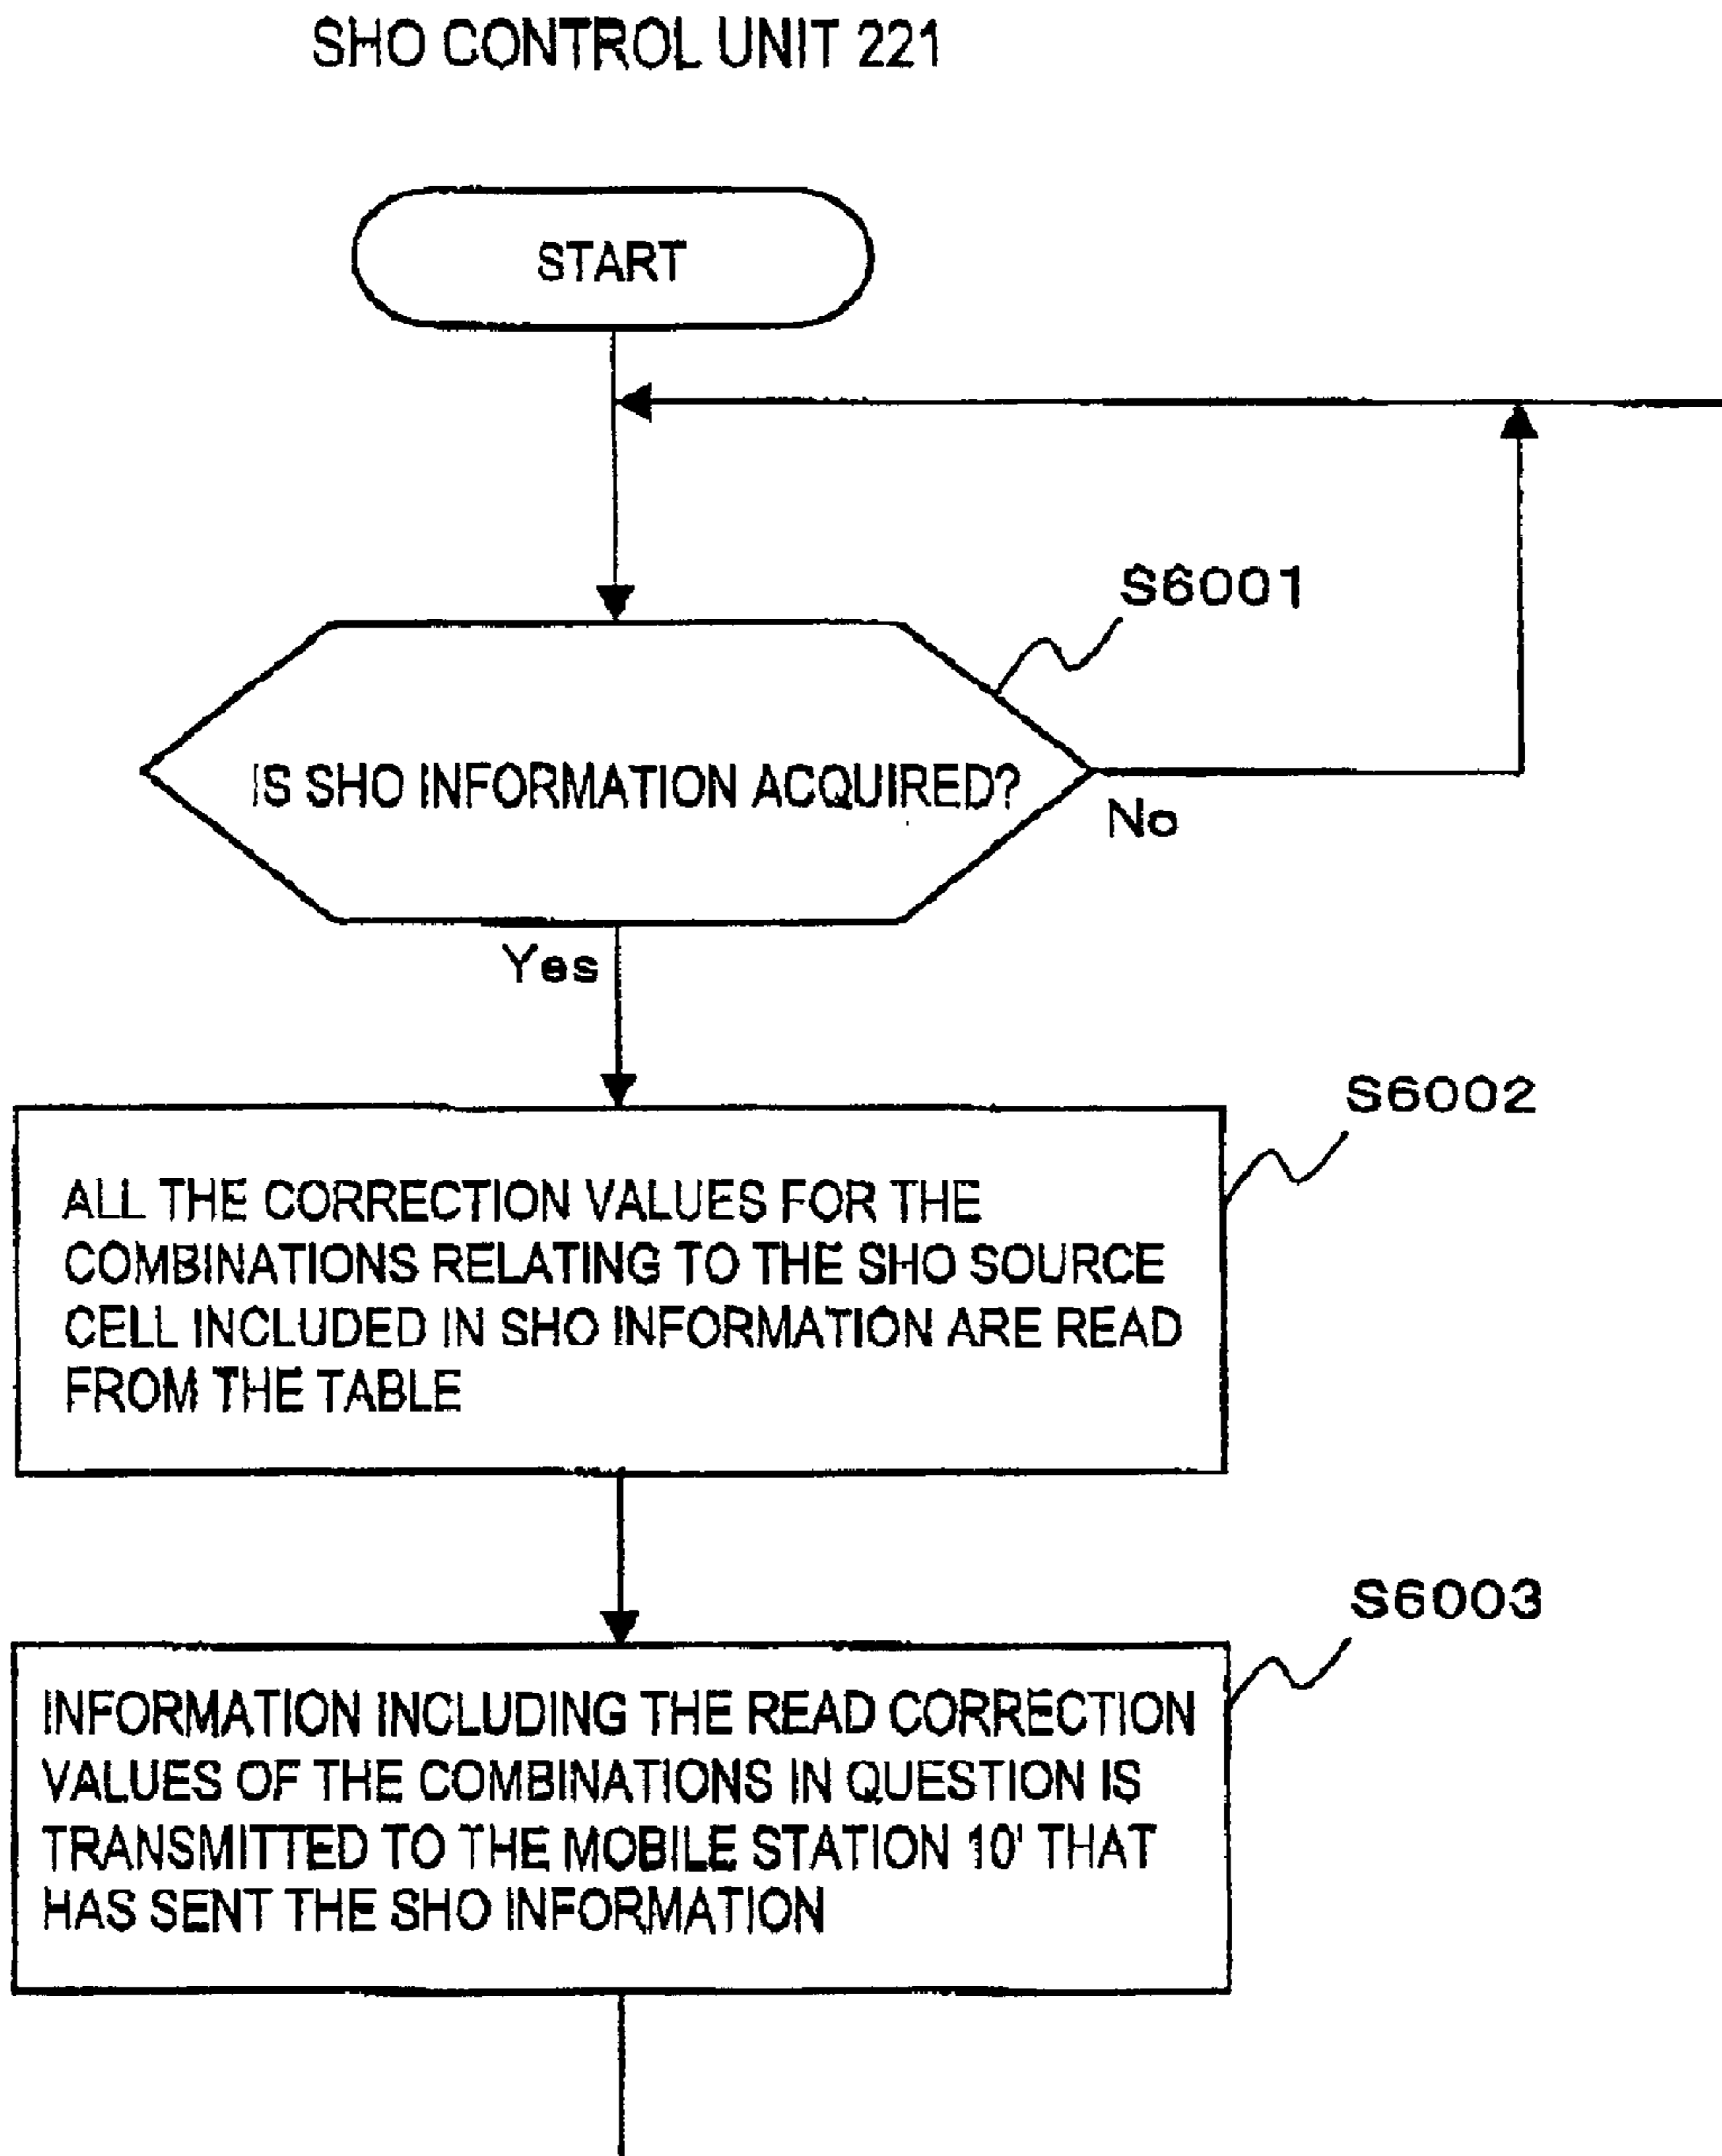 SHO CONTROL UNIT 221
START
S6001
IS SHO INFORMATION ACQUIRED?
No
Yes
S6002
ALL THE CORRECTION VALUES FOR THE
COMBINATIONS RELATING TO THE SHO SOURCE
CELL INCLUDED IN SHO INFORMATION ARE READ
FROM THE TABLE
S6003
INFORMATION INCLUDING THE READ CORRECTION
VALUES OF THE COMBINATIONS IN QUESTION IS
TRANSMITTED TO THE MOBILE STATION 10' THAT
HAS SENT THE SHO INFORMATION